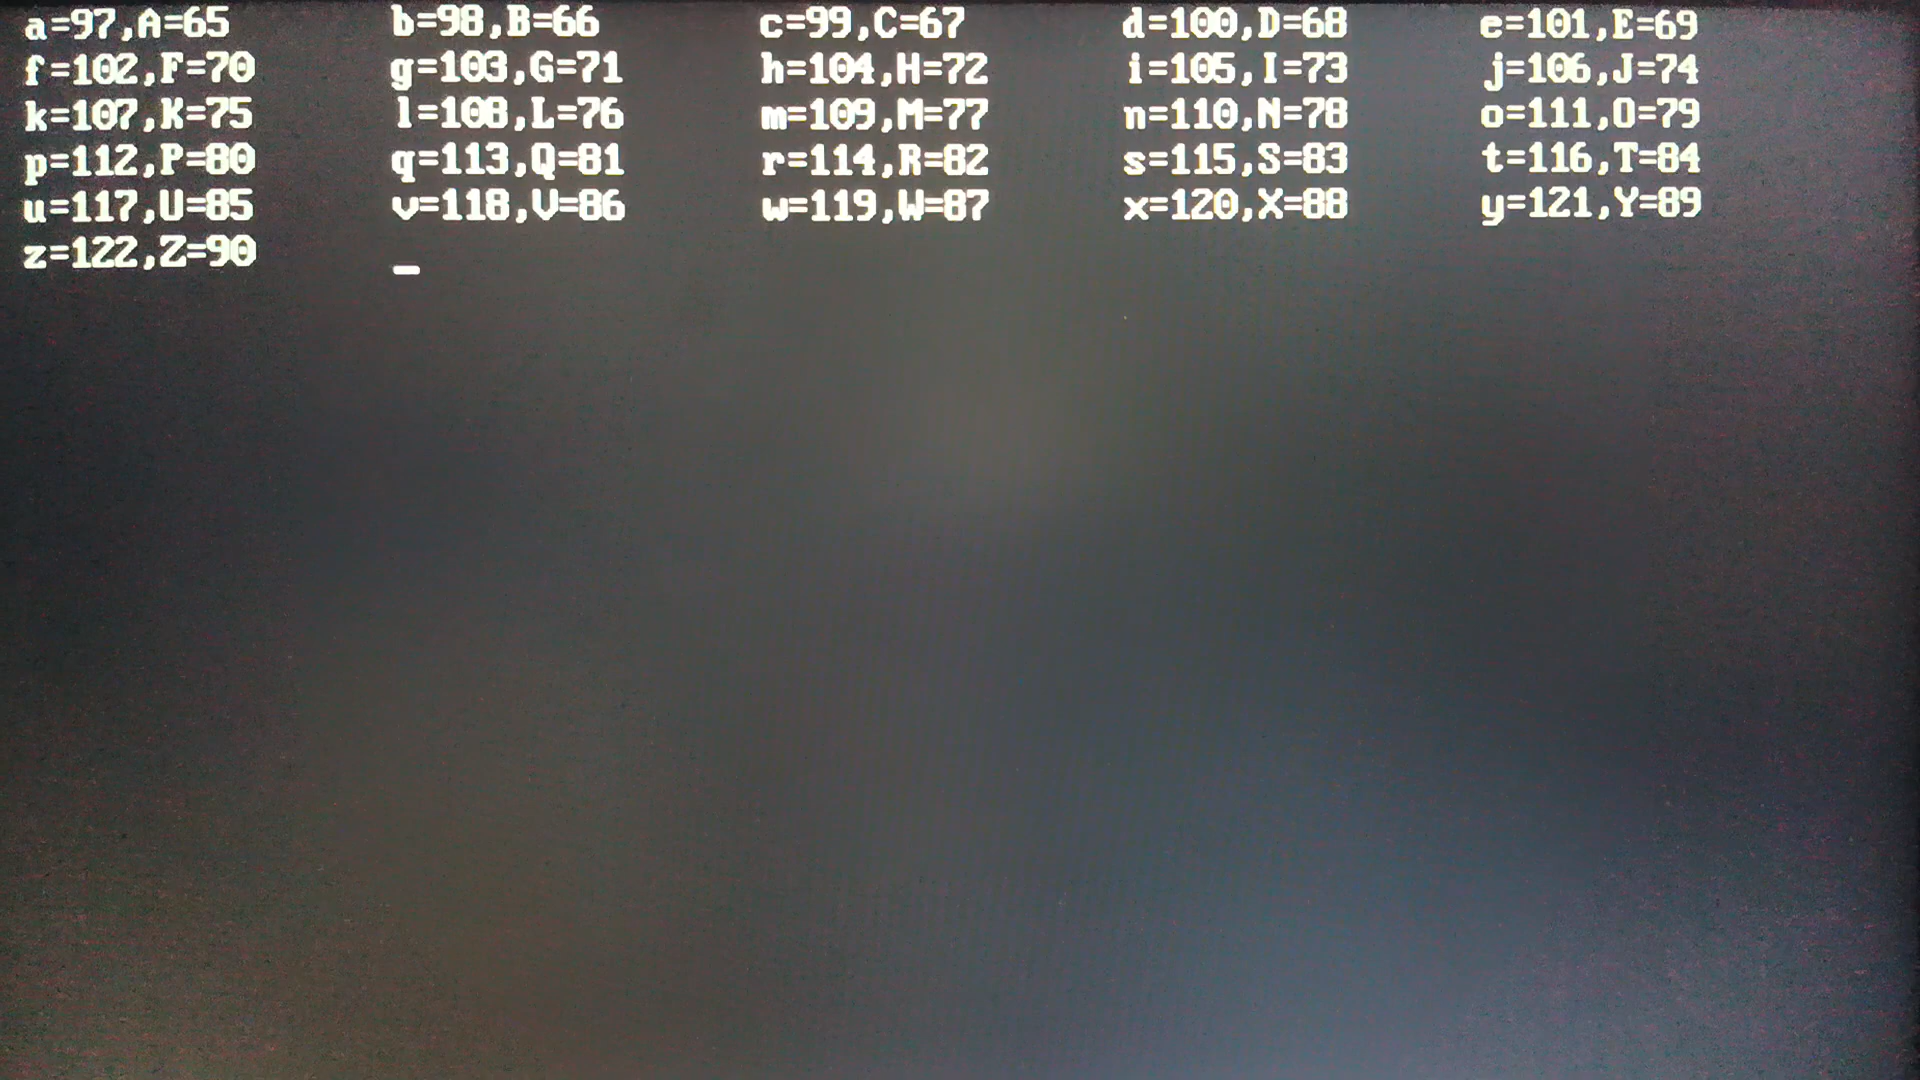 a=97,A=65 b=98,B=66 c=99,C=67 d=100,D=68 e=101,E=69
f=102,F=70 g=103,G=71 h=104,H=72 i=105,I=73 j=106,J=74
k=107,K=75 l=108,L=76 m=109,M=77 n=110,N=78 o=111,O=79
p=112,P=80 q=113,Q=81 r=114,R=82 s=115,S=83 t=116,T=84
u=117,U=85 v=118,V=86 w=119,W=87 x=120,X=88 y=121,Y=89
z=122,Z=90 _